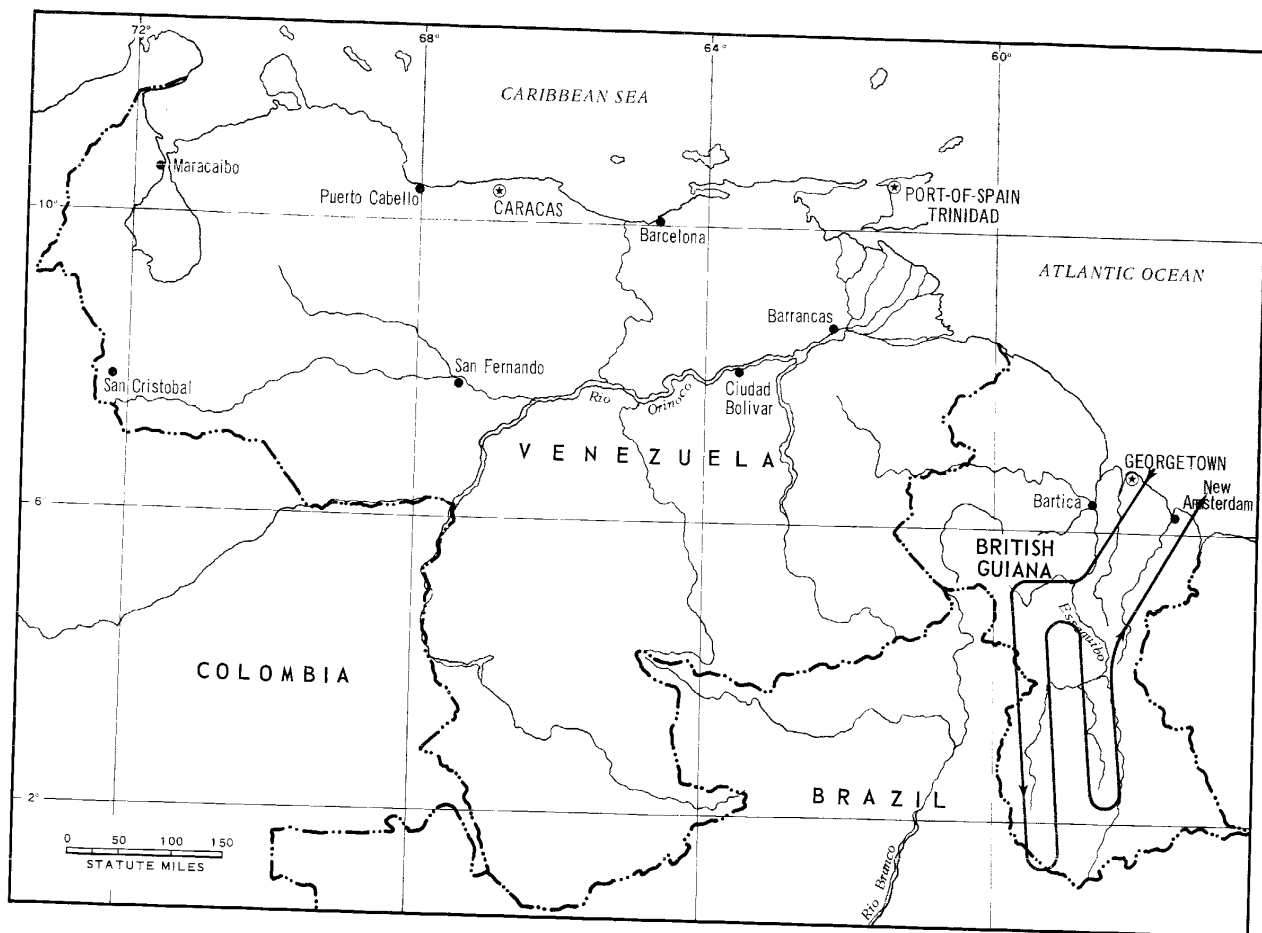 72°
68°
64°
60°
CARIBBEAN SEA
Maracaibo
Puerto Cabello
CARACAS
PORT-OF-SPAIN
TRINIDAD
10°
Barcelona
ATLANTIC OCEAN
Barrancas
San Fernando
San Cristobal
Rio Orinoco
Ciudad
Bolivar
VENEZUELA
GEORGETOWN
New
Amsterdam
Bartica
6°
BRITISH
GUIANA
Essequibo
COLOMBIA
2°
BRAZIL
0 50 100 150
STATUTE MILES
Rio Branco